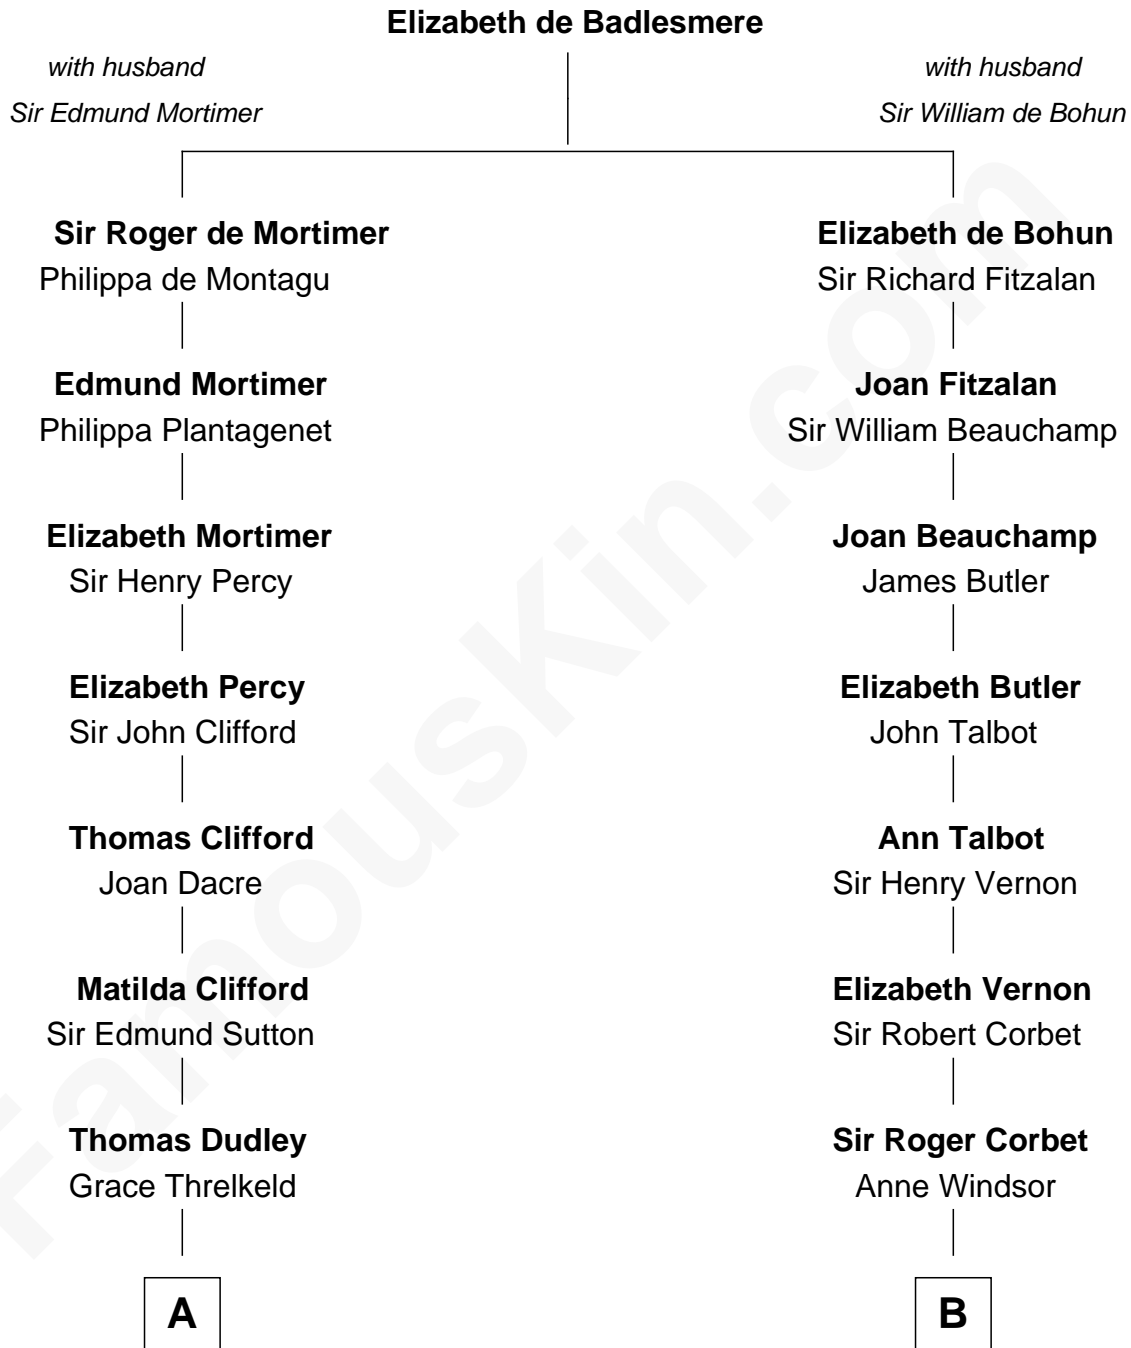 Elizabeth de Badlesmere
with husband
Sir Edmund Mortimer
with husband
Sir William de Bohun
Sir Roger de Mortimer
Philippa de Montagu
Elizabeth de Bohun
Sir Richard Fitzalan
Edmund Mortimer
Philippa Plantagenet
Joan Fitzalan
Sir William Beauchamp
Elizabeth Mortimer
Sir Henry Percy
Joan Beauchamp
James Butler
Elizabeth Percy
Sir John Clifford
Elizabeth Butler
John Talbot
Thomas Clifford
Joan Dacre
Ann Talbot
Sir Henry Vernon
Matilda Clifford
Sir Edmund Sutton
Elizabeth Vernon
Sir Robert Corbet
Thomas Dudley
Grace Threlkeld
Sir Roger Corbet
Anne Windsor
A
B
FamousKin.com